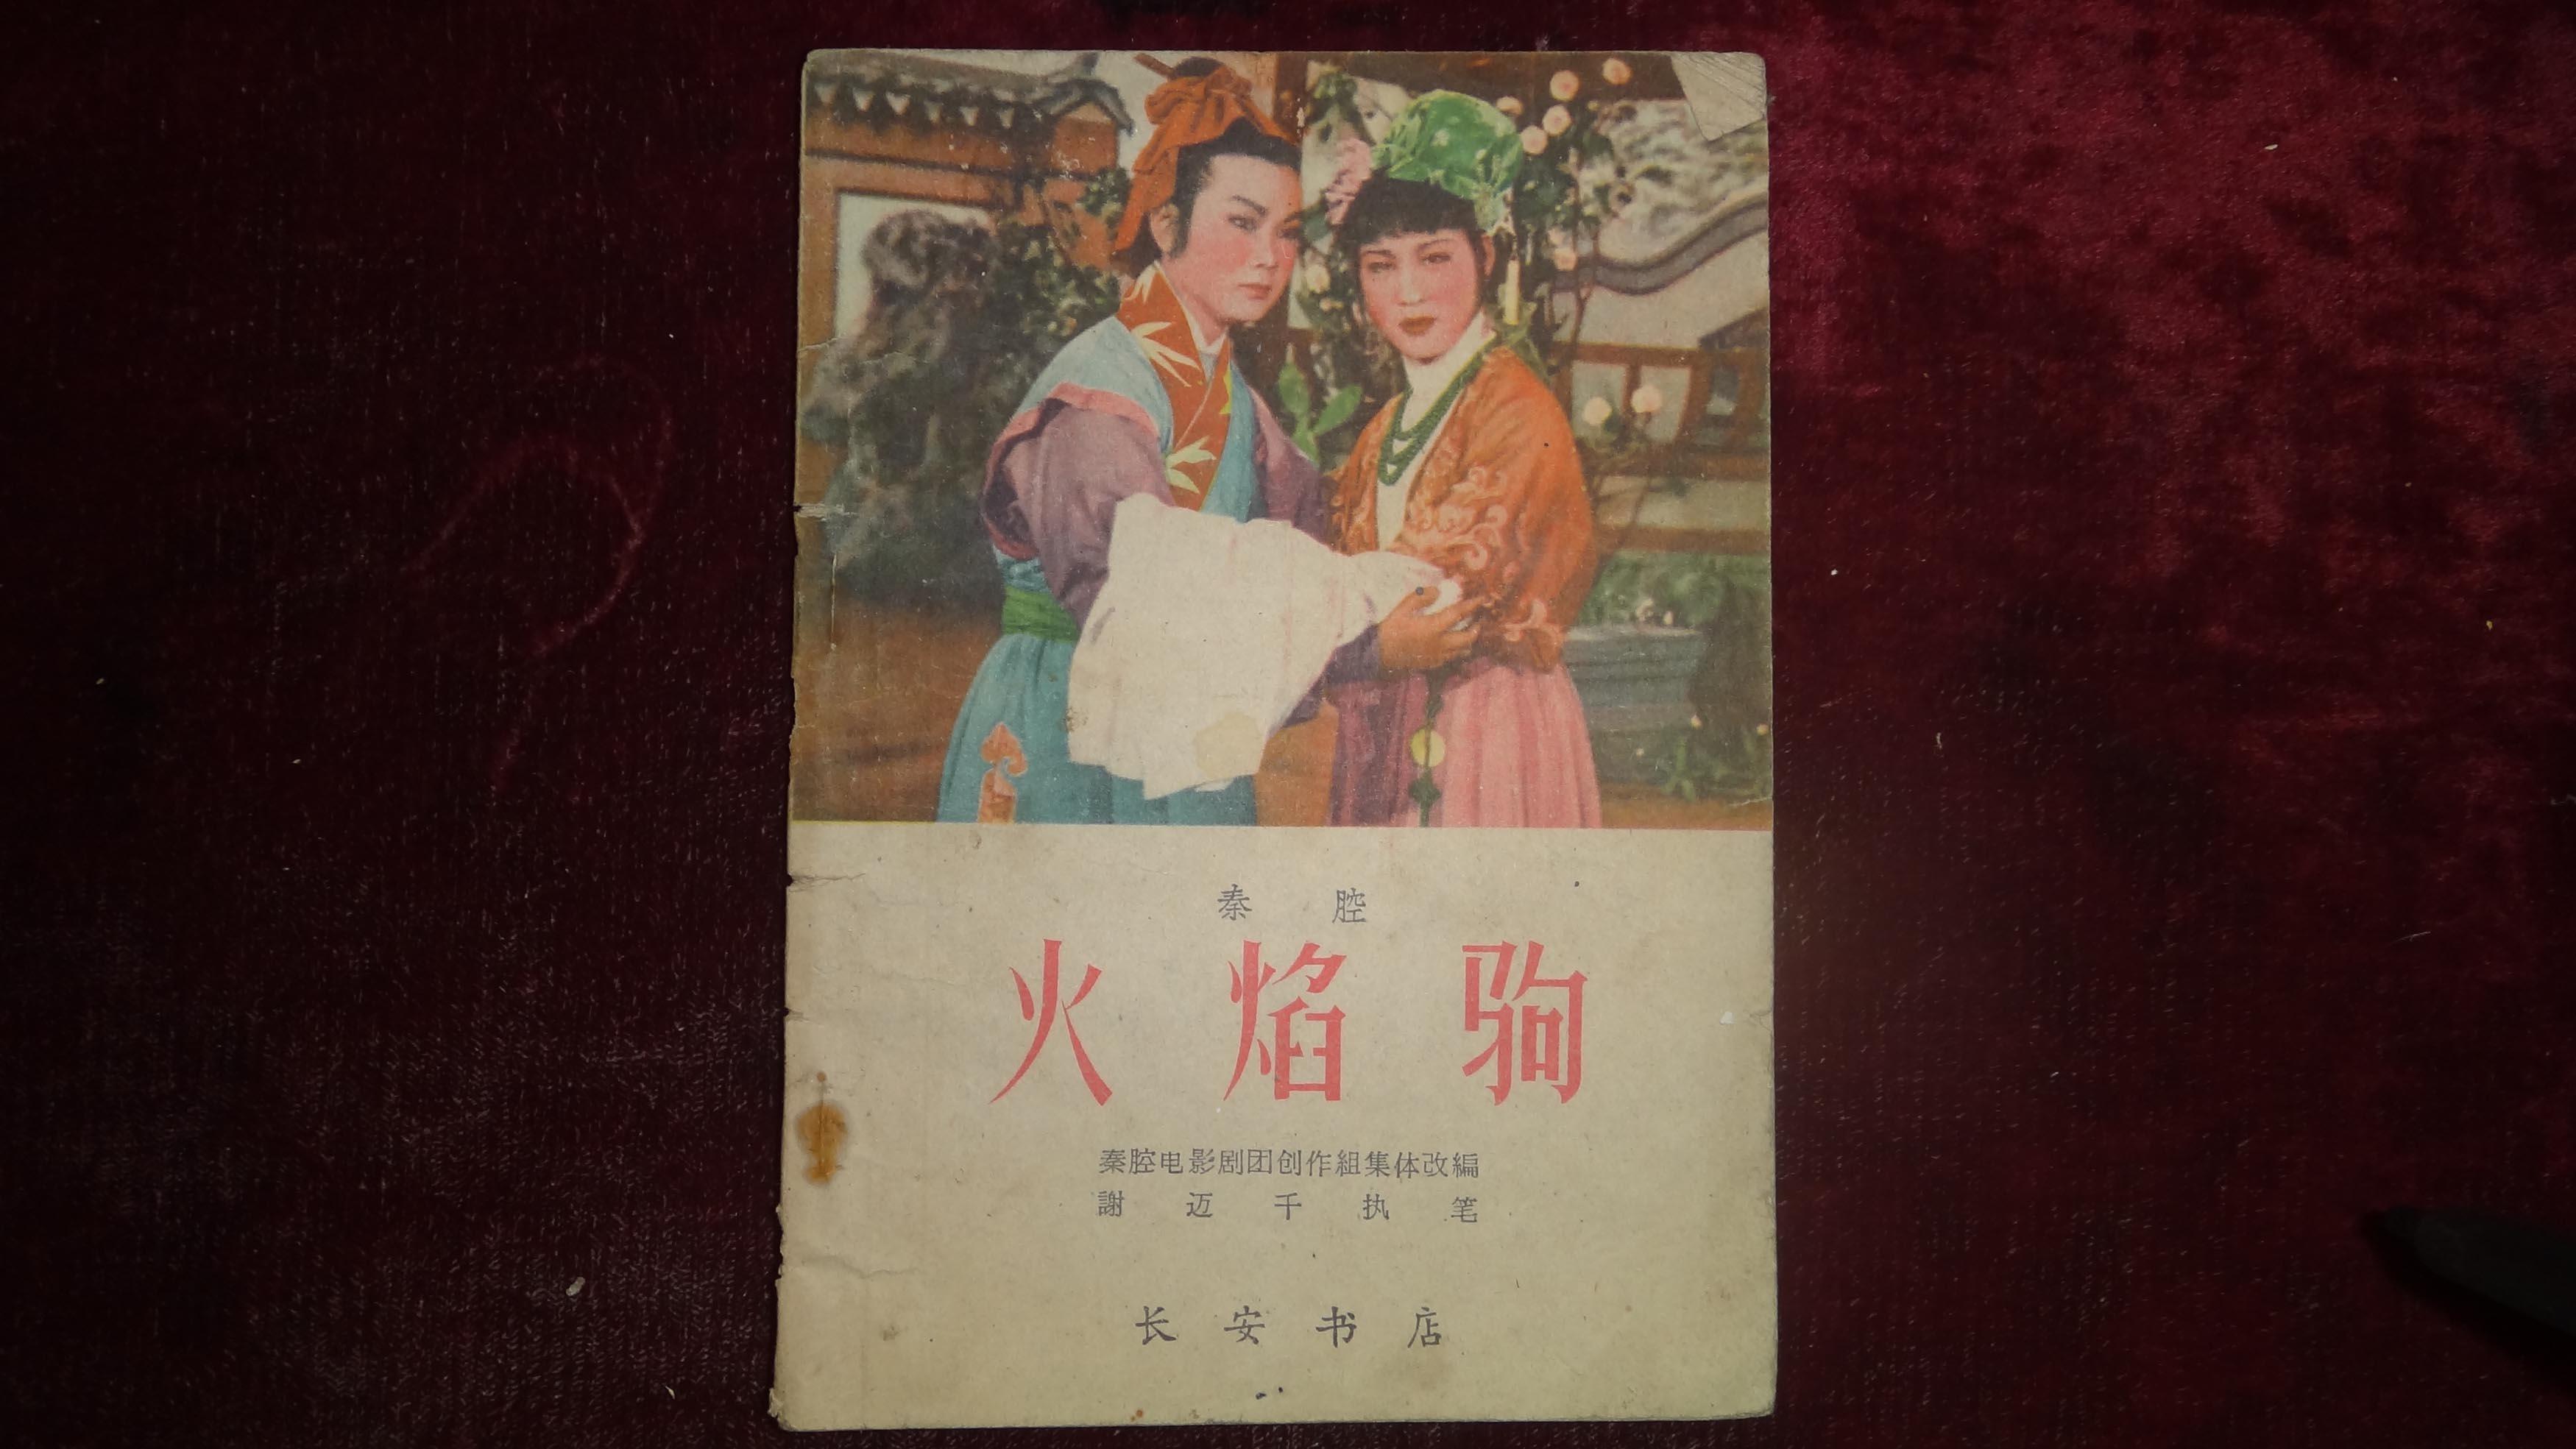 秦腔
火焰驹
秦腔电影剧团创作組集体改編
謝迈千执笔
长安书店